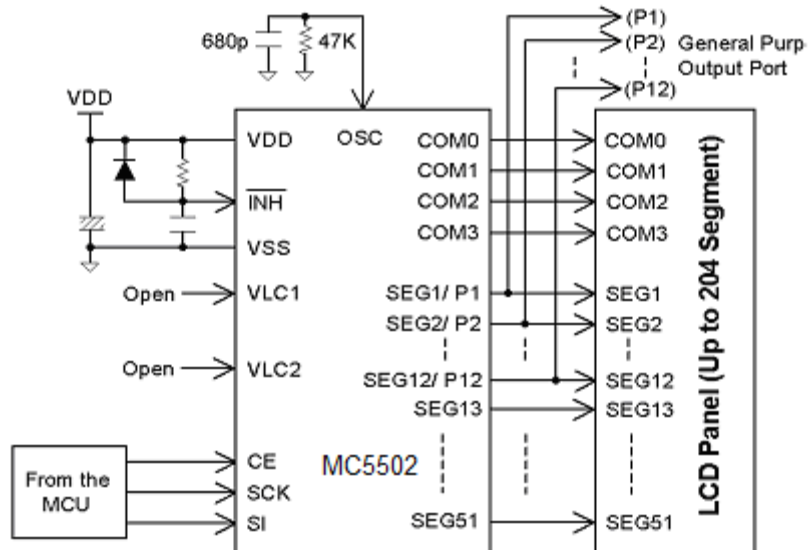 (P1)
680p
47K
(P2)
General Purp
Output Port
(P12)
VDD
VDD
OSC
COM0
COM0
COM1
COM1
INH
COM2
COM2
VSS
COM3
COM3
Open
VLC1
SEG1/ P1
SEG1
SEG2/ P2
SEG2
Open
VLC2
SEG12/ P12
SEG12
SEG13
SEG13
LCD Panel (Up to 204 Segment)
From the
MCU
CE
SCK
SI
MC5502
SEG51
SEG51